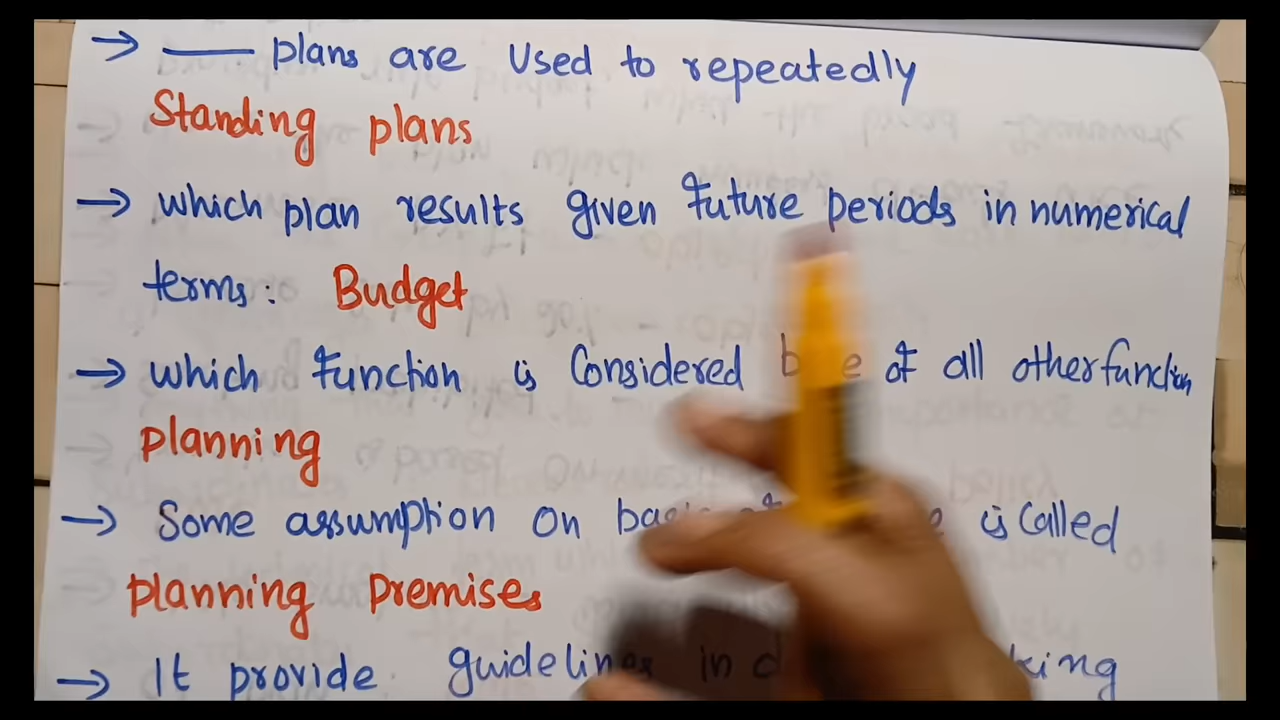 → ___ plans are used to repeatedly
Standing plans
→ which plan results given future periods in numerical
terms: Budget
→ which function is Considered of all other function
planning
→ Some assumption on is called
planning premises
→ It provide guidelines in